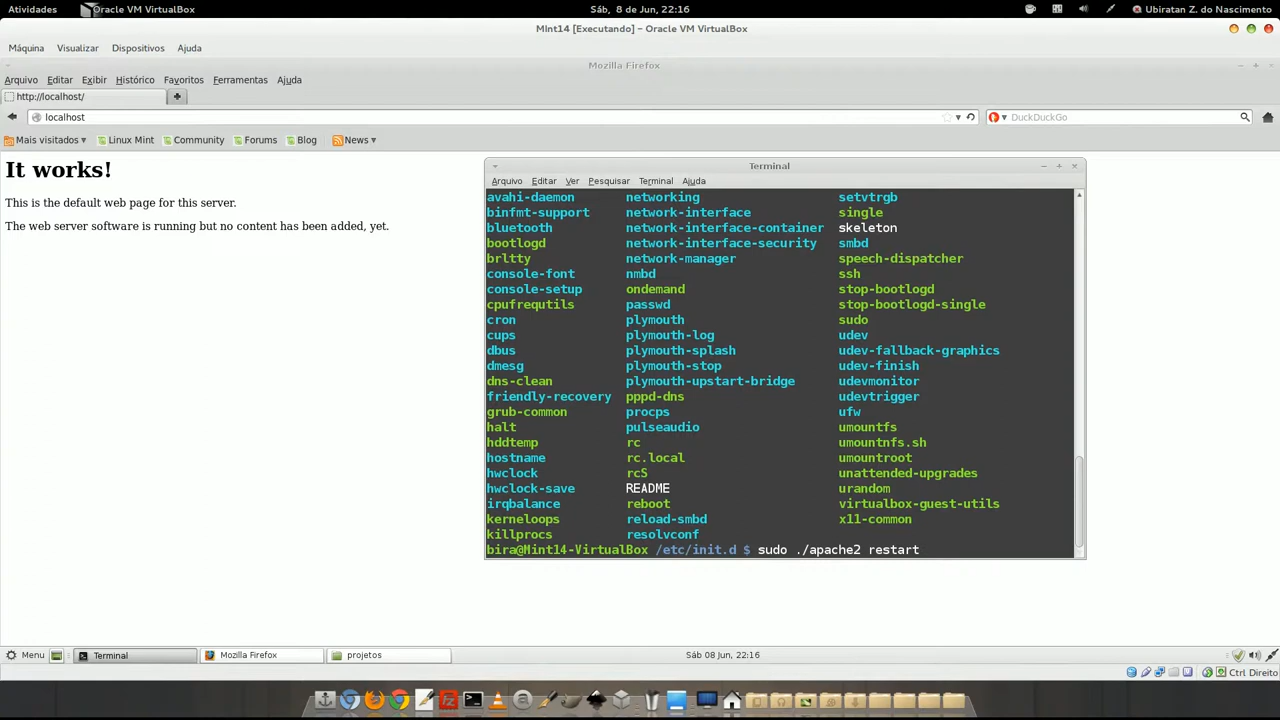 Atividades Oracle VM VirtualBox Sáb, 8 de Jun, 22:16 Ubiratan Z. do Nascimento
Mint14 [Executando] – Oracle VM VirtualBox
Máquina Visualizar Dispositivos Ajuda
Mozilla Firefox
Arquivo Editar Exibir Histórico Favoritos Ferramentas Ajuda
http://localhost/
localhost DuckDuckGo
Mais visitados Linux Mint Community Forums Blog News
It works!
This is the default web page for this server.
The web server software is running but no content has been added, yet.
Terminal
Arquivo Editar Ver Pesquisar Terminal Ajuda
avahi-daemon networking setvtrgb
binfmt-support network-interface single
bluetooth network-interface-container skeleton
bootlogd network-interface-security smbd
brltty network-manager speech-dispatcher
console-font nmbd ssh
console-setup ondemand stop-bootlogd
cpufrequtils passwd stop-bootlogd-single
cron plymouth sudo
cups plymouth-log udev
dbus plymouth-splash udev-fallback-graphics
dmesg plymouth-stop udev-finish
dns-clean plymouth-upstart-bridge udevmonitor
friendly-recovery pppd-dns udevtrigger
grub-common procps ufw
halt pulseaudio umountfs
hddtemp rc umountnfs.sh
hostname rc.local umountroot
hwclock rcS unattended-upgrades
hwclock-save README urandom
irqbalance reboot virtualbox-guest-utils
kerneloops reload-smbd x11-common
killprocs resolvconf
bira@Mint14-VirtualBox /etc/init.d $ sudo ./apache2 restart
Menu Terminal Mozilla Firefox projetos Sáb 08 Jun, 22:16
Ctrl Direito